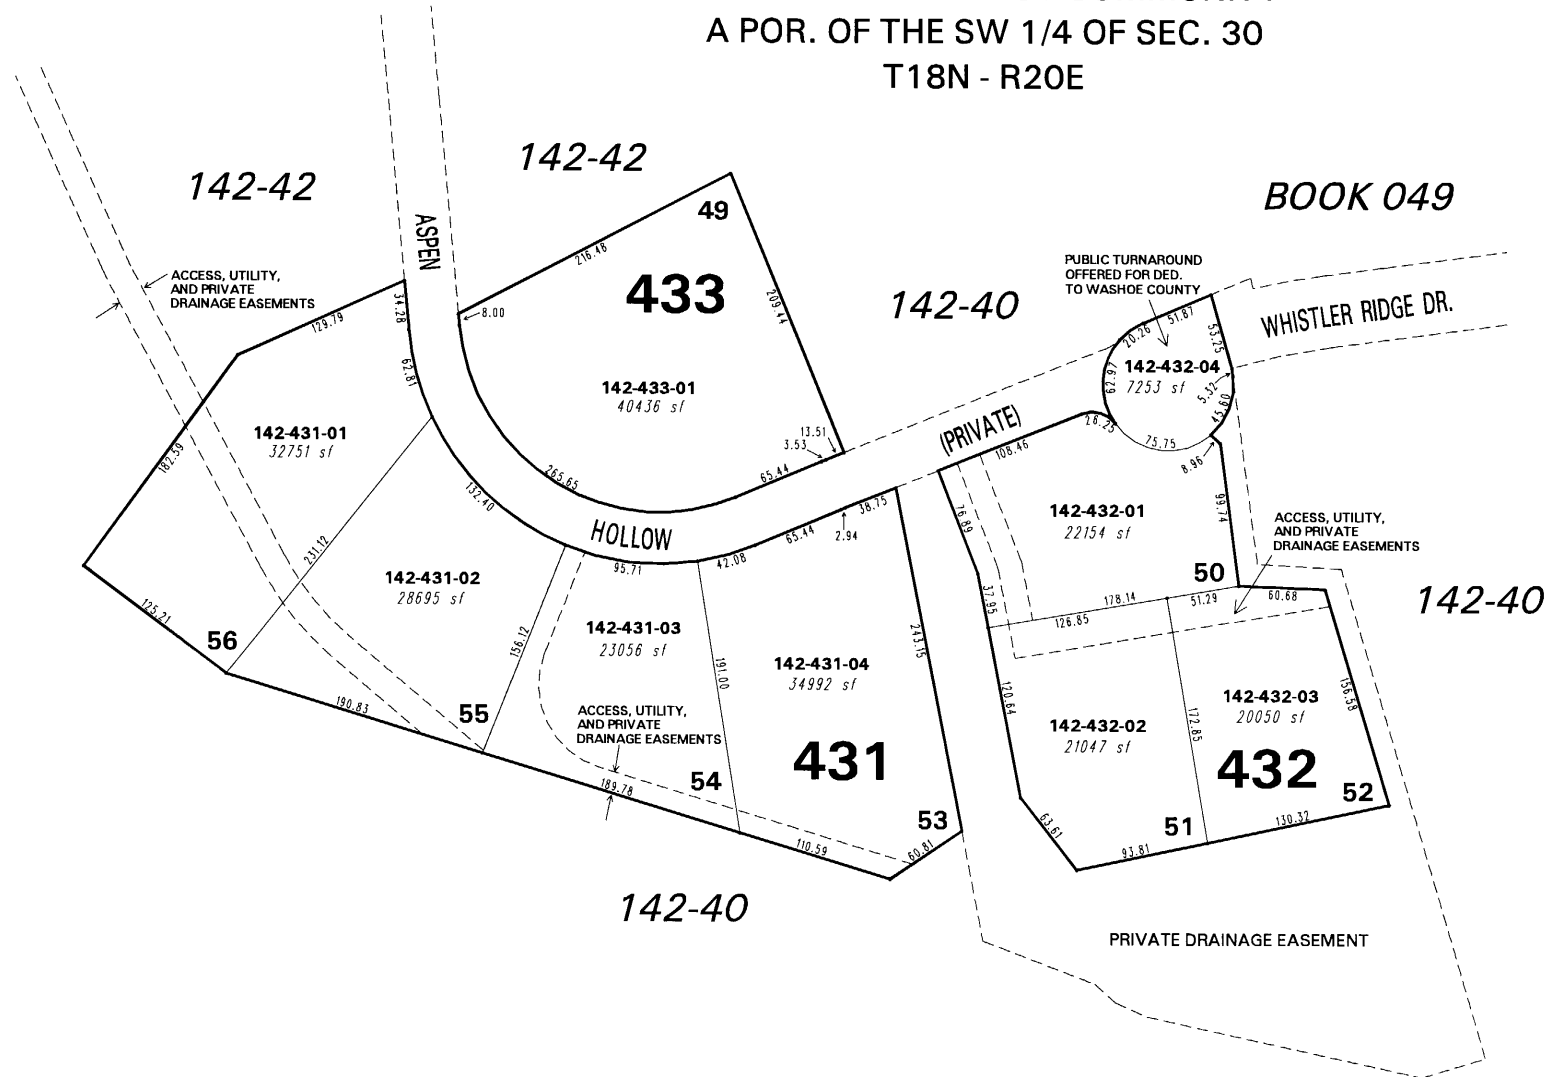 A POR. OF THE SW 1/4 OF SEC. 30
T18N - R20E
142-42
142-42
BOOK 049
ASPEN
49
216.48
433
209.44
8.00
142-433-01
40436 sf
13.51
3.53
65.44
265.65
ACCESS, UTILITY,
AND PRIVATE
DRAINAGE EASEMENTS
129.79
34.28
62.81
142-431-01
32751 sf
182.59
125.21
231.12
56
132.40
142-431-02
28695 sf
190.83
55
156.12
HOLLOW
95.71
142-431-03
23056 sf
ACCESS, UTILITY,
AND PRIVATE
DRAINAGE EASEMENTS
189.78
54
191.00
42.08
65.44
2.94
38.75
142-431-04
34992 sf
431
243.15
53
110.59
60.81
142-40
142-40
PUBLIC TURNAROUND
OFFERED FOR DED.
TO WASHOE COUNTY
WHISTLER RIDGE DR.
20.26
51.87
53.25
142-432-04
7253 sf
62.97
5.32
45.60
26.25
75.75
8.96
(PRIVATE)
108.46
76.89
37.95
142-432-01
22154 sf
99.74
50
ACCESS, UTILITY,
AND PRIVATE
DRAINAGE EASEMENTS
142-40
178.14
126.85
51.29
60.68
120.64
142-432-02
21047 sf
172.85
142-432-03
20050 sf
156.58
432
52
51
63.61
93.81
130.32
PRIVATE DRAINAGE EASEMENT